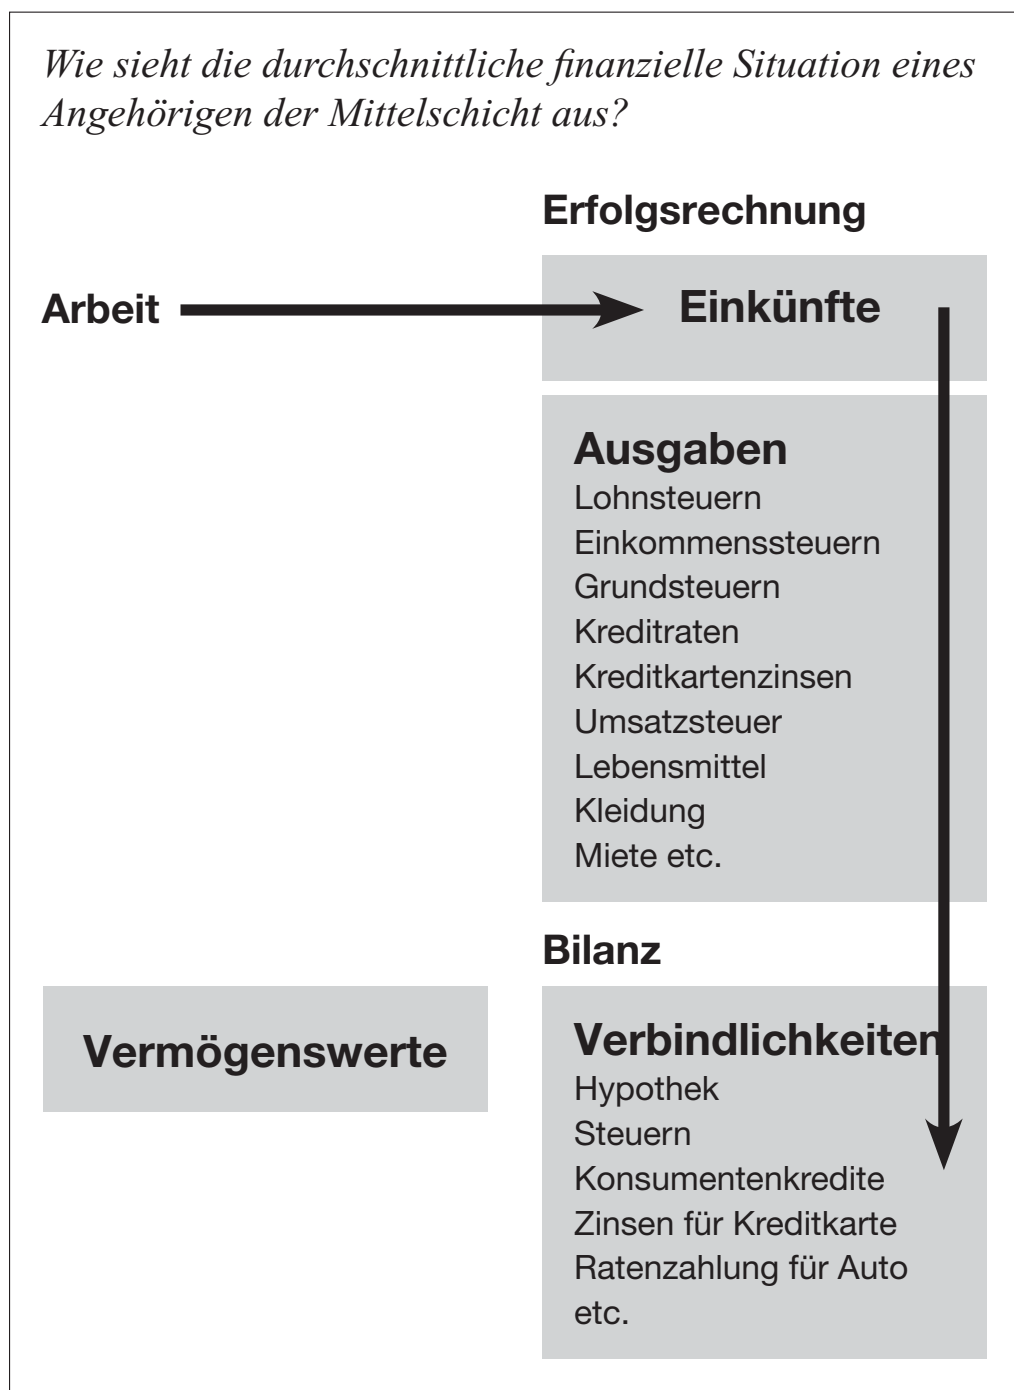 Wie sieht die durchschnittliche finanzielle Situation eines
Angehörigen der Mittelschicht aus?
Erfolgsrechnung
Arbeit
Einkünfte
Ausgaben
Lohnsteuern
Einkommenssteuern
Grundsteuern
Kreditraten
Kreditkartenzinsen
Umsatzsteuer
Lebensmittel
Kleidung
Miete etc.
Bilanz
Vermögenswerte
Verbindlichkeiten
Hypothek
Steuern
Konsumentenkredite
Zinsen für Kreditkarte
Ratenzahlung für Auto
etc.